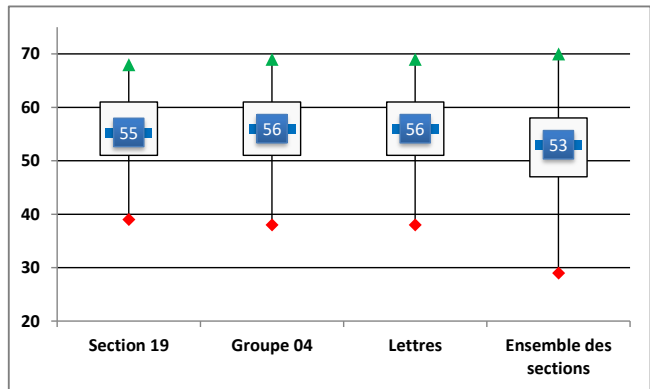 70
60
50
40
30
20
55
56
56
53
Section 19
Groupe 04
Lettres
Ensemble des
sections